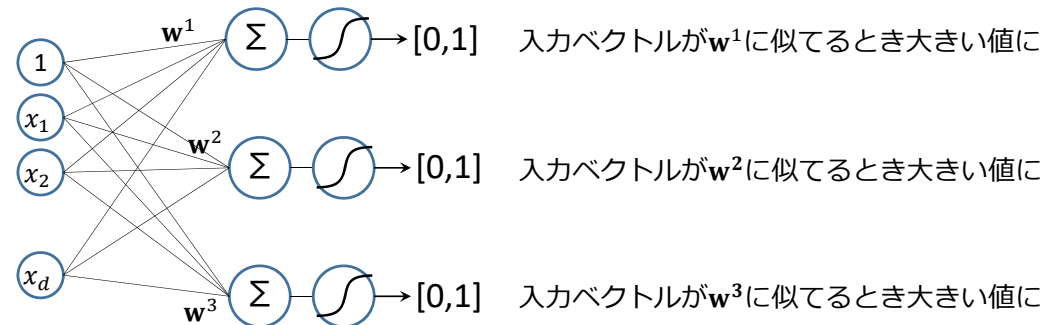 w¹ Σ [0,1] 入力ベクトルがw¹に似てるとき大きい値に
1
x₁
x₂
w² Σ [0,1] 入力ベクトルがw²に似てるとき大きい値に
x_d
w³ Σ [0,1] 入力ベクトルがw³に似てるとき大きい値に